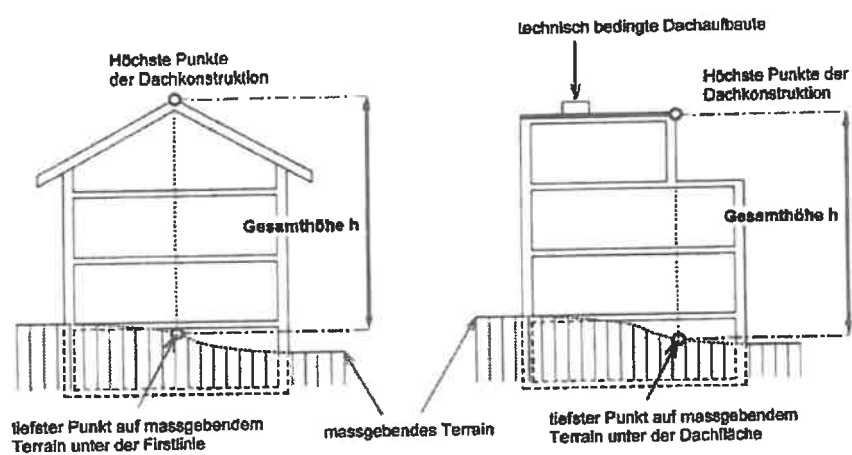 technisch bedingte Dachaufbaute
Höchste Punkte
der Dachkonstruktion
Höchste Punkte der
Dachkonstruktion
Gesamthöhe h
Gesamthöhe h
tiefster Punkt auf massgebendem
Terrain unter der Firstlinie
massgebendes Terrain
tiefster Punkt auf massgebendem
Terrain unter der Dachfläche